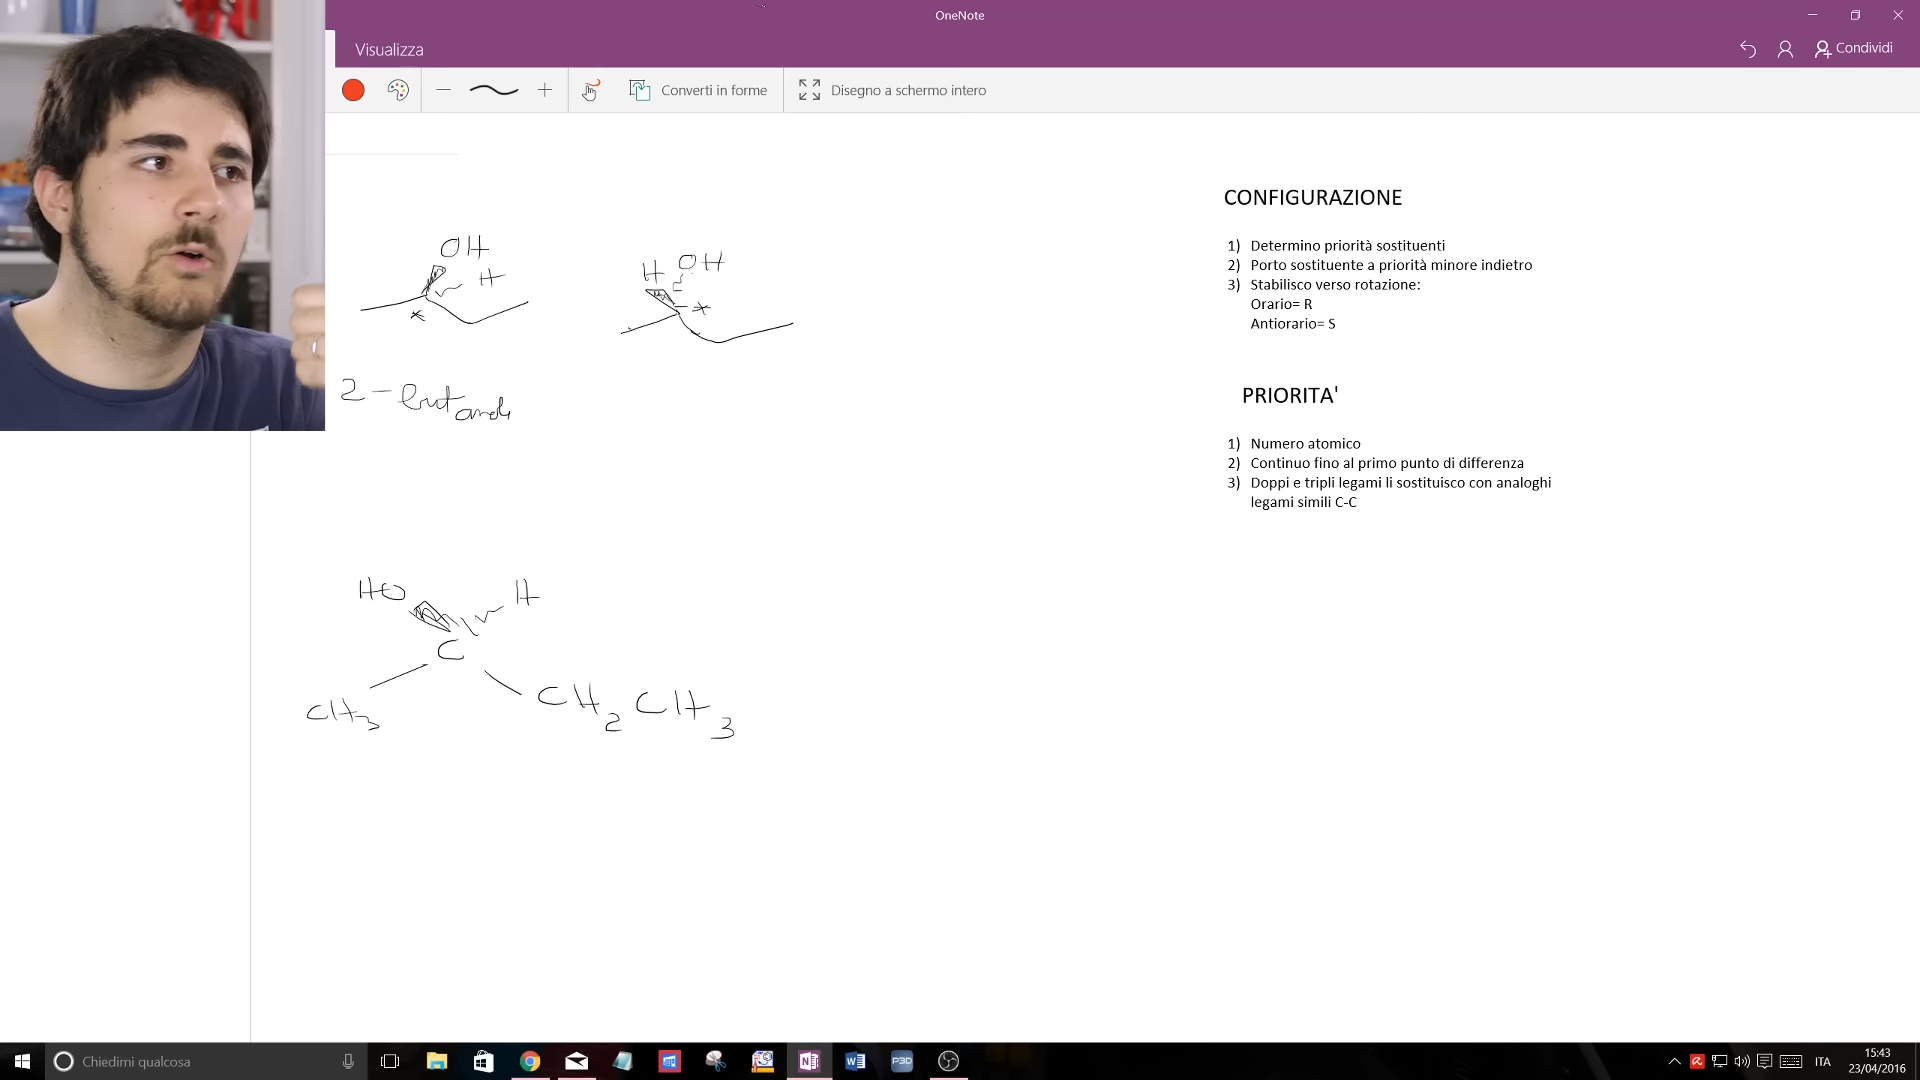 OneNote
Visualizza
Condividi
Converti in forme
Disegno a schermo intero
OH
H
*
H OH
*
2-butanolo
HO H
C
CH3 CH2 CH3
CONFIGURAZIONE
1) Determino priorità sostituenti
2) Porto sostituente a priorità minore indietro
3) Stabilisco verso rotazione:
Orario= R
Antiorario= S
PRIORITA'
1) Numero atomico
2) Continuo fino al primo punto di differenza
3) Doppi e tripli legami li sostituisco con analoghi
legami simili C-C
Chiedimi qualcosa
P3D
ITA
15:43
23/04/2016